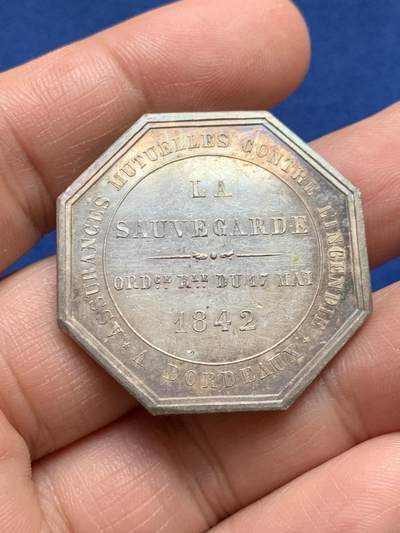 ASSURANCES MUTUELLES CONTRE L'INCENDIE
LA
SAUVEGARDE
ORDCE RLE DU 17 MAI
1842
* A BORDEAUX *